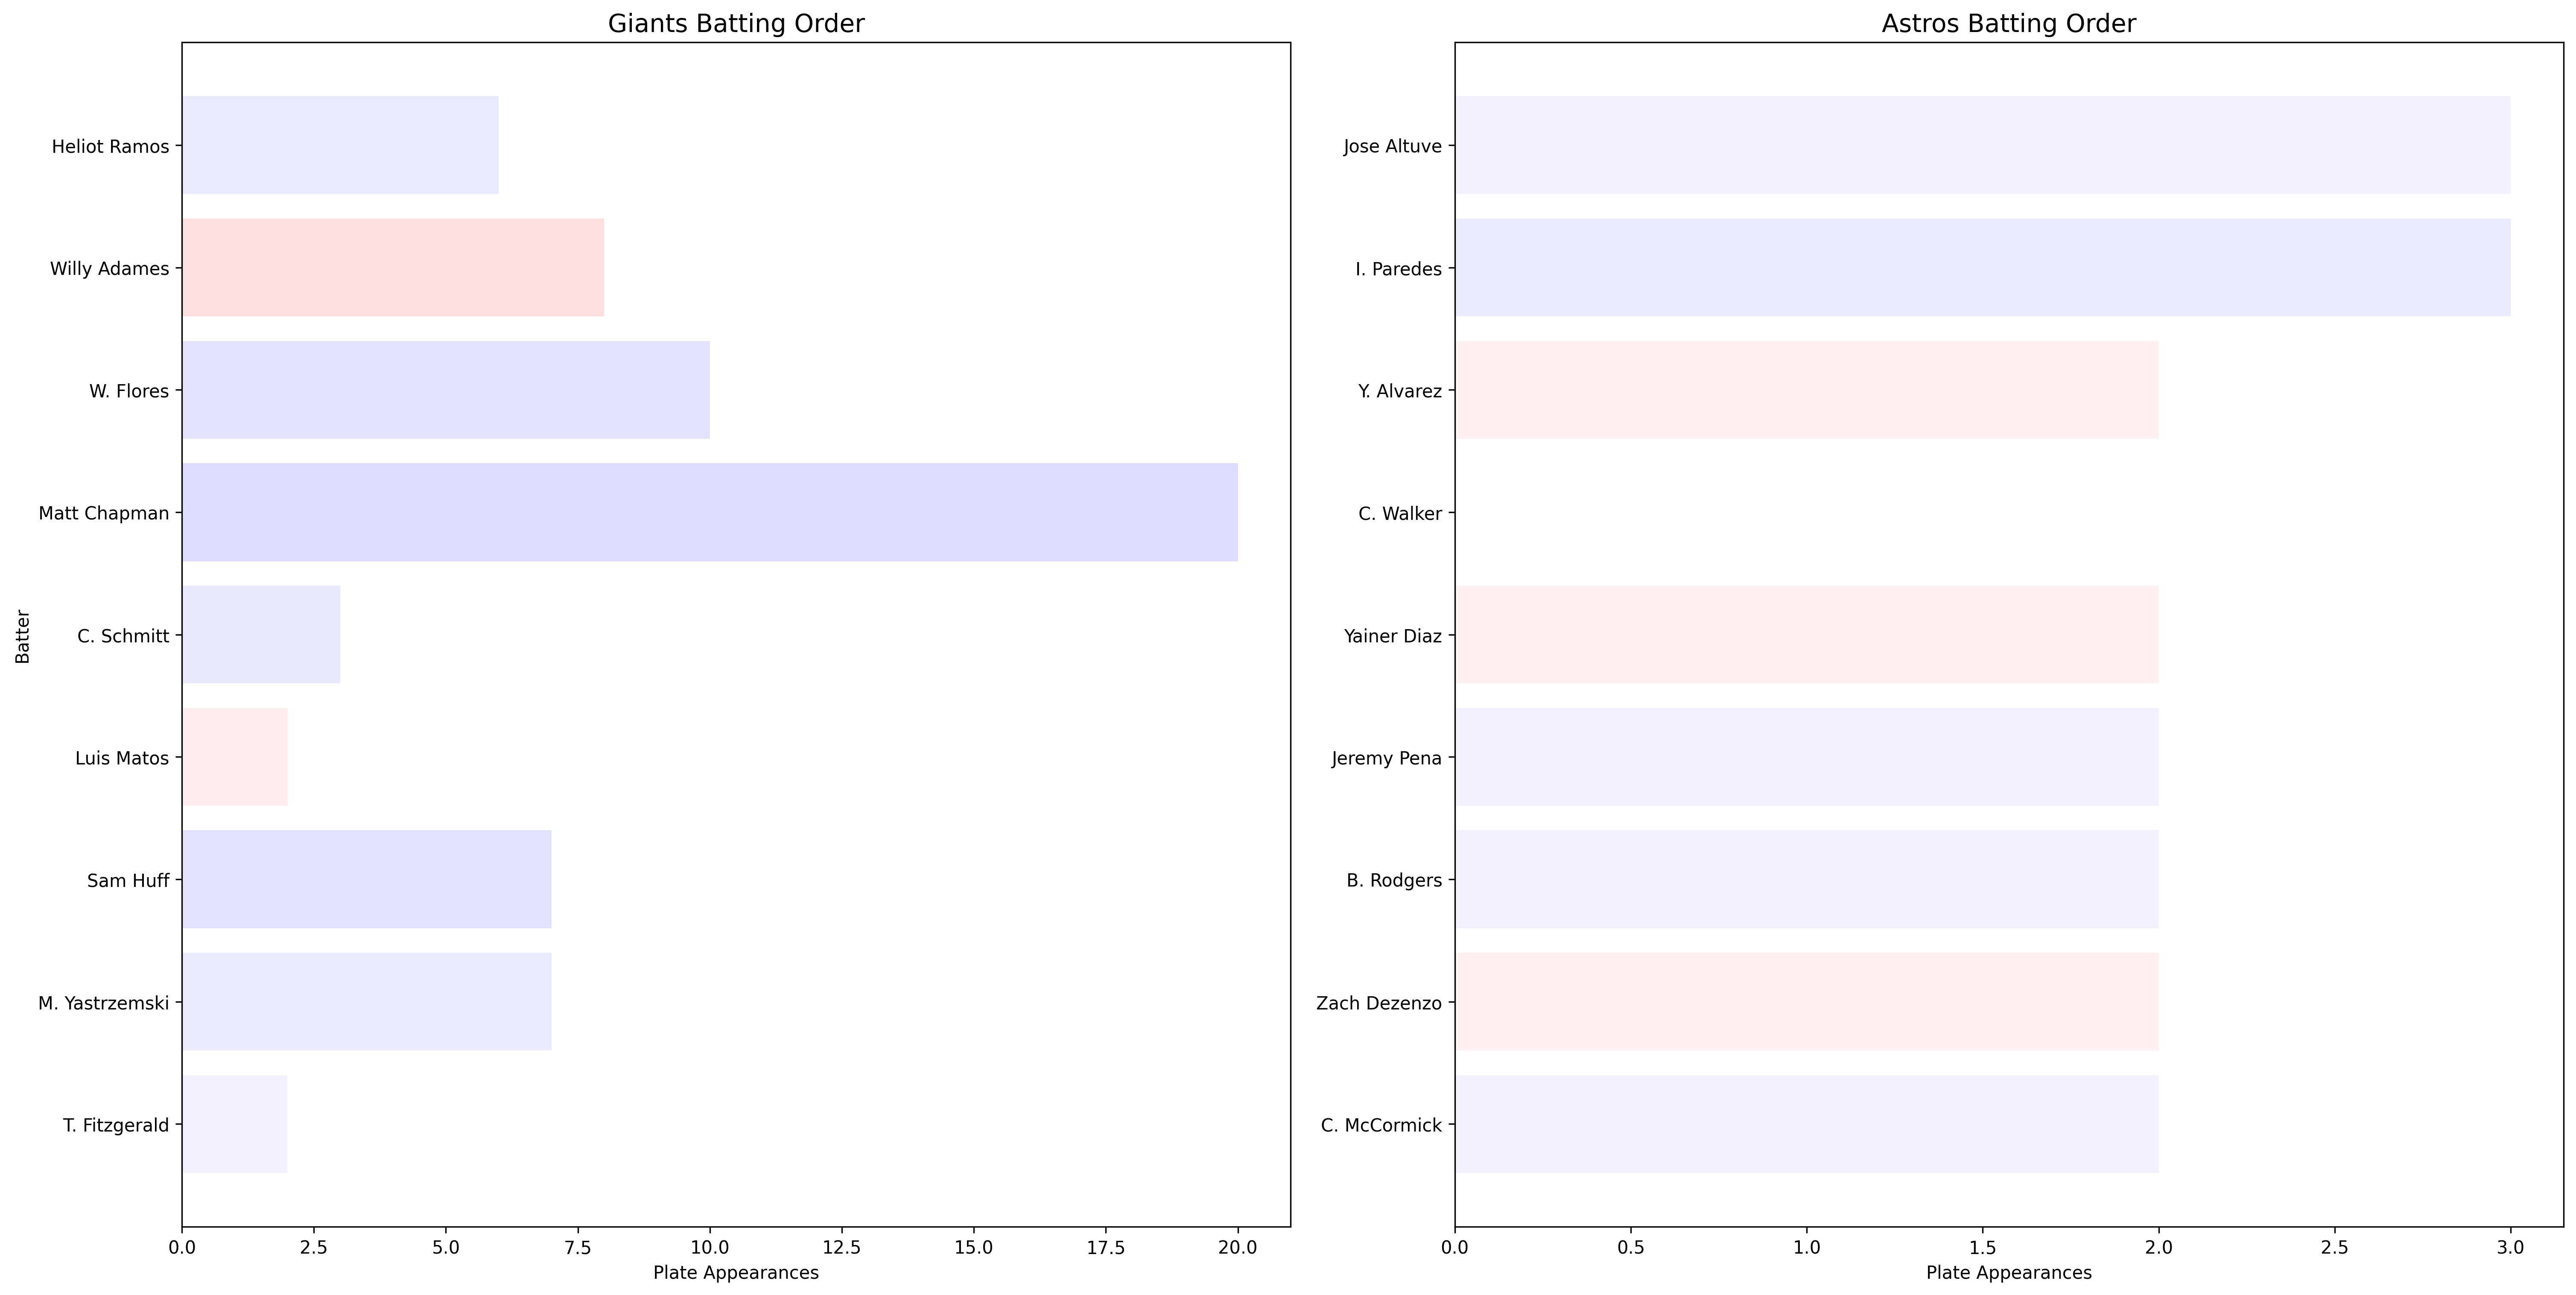 Giants Batting Order
Batter
Heliot Ramos
Willy Adames
W. Flores
Matt Chapman
C. Schmitt
Luis Matos
Sam Huff
M. Yastrzemski
T. Fitzgerald
0.0 2.5 5.0 7.5 10.0 12.5 15.0 17.5 20.0
Plate Appearances
Astros Batting Order
Jose Altuve
I. Paredes
Y. Alvarez
C. Walker
Yainer Diaz
Jeremy Pena
B. Rodgers
Zach Dezenzo
C. McCormick
0.0 0.5 1.0 1.5 2.0 2.5 3.0
Plate Appearances